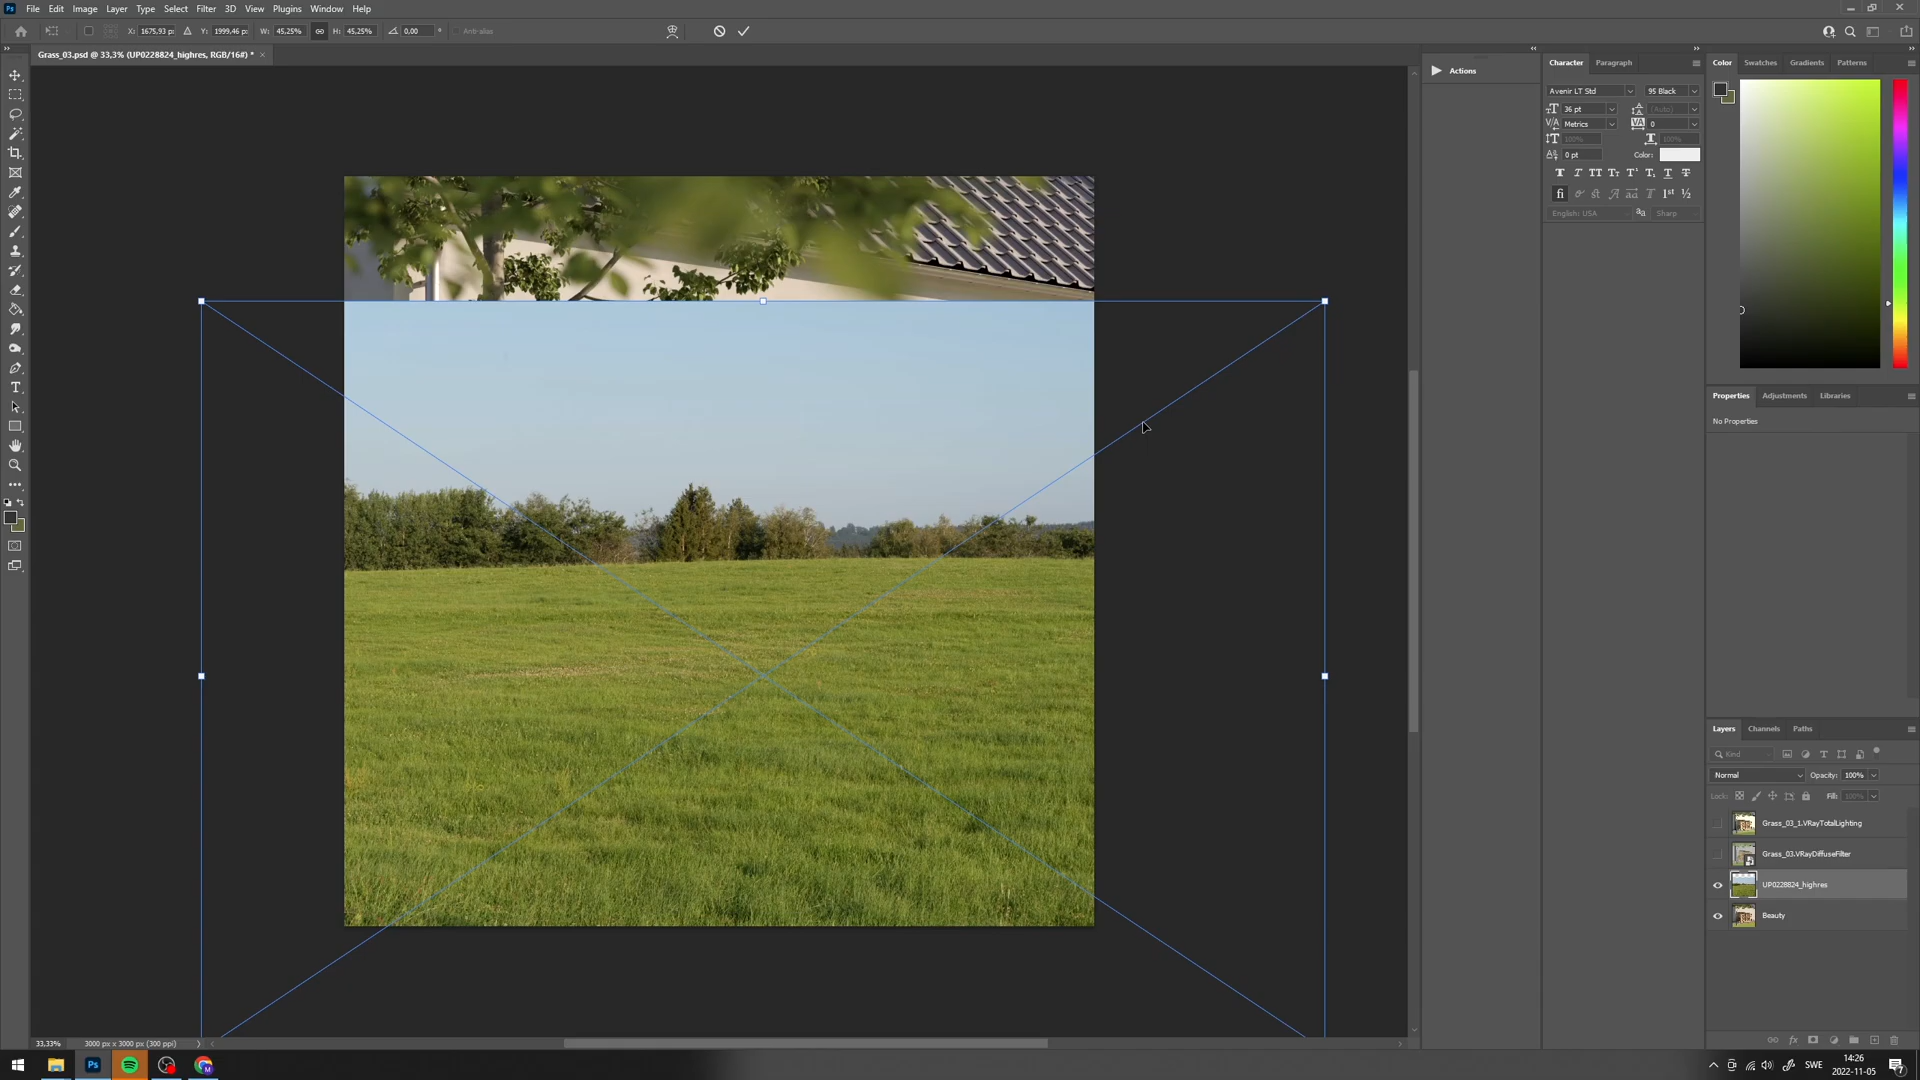 File Edit Image Layer Type Select Filter 3D View Plugins Window Help
X: 1675,93 p: Y: 1999,46 p: W: 45,25% H: 45,25% 0,00 ° Anti-alias
Grass_03.psd @ 33,3% (UP0228824_highres, RGB/16#) *
Actions
Character Paragraph
Avenir LT Std 95 Black
36 pt (Auto)
Metrics 0
100% 100%
0 pt Color:
English: USA Sharp
Color Swatches Gradients Patterns
Properties Adjustments Libraries
No Properties
Layers Channels Paths
Kind
Normal Opacity: 100%
Lock: Fill: 100%
Grass_03_1.VRayTotalLighting
Grass_03.VRayDiffuseFilter
UP0228824_highres
Beauty
33,33% 3000 px x 3000 px (300 ppi)
SWE 14:26
2022-11-05